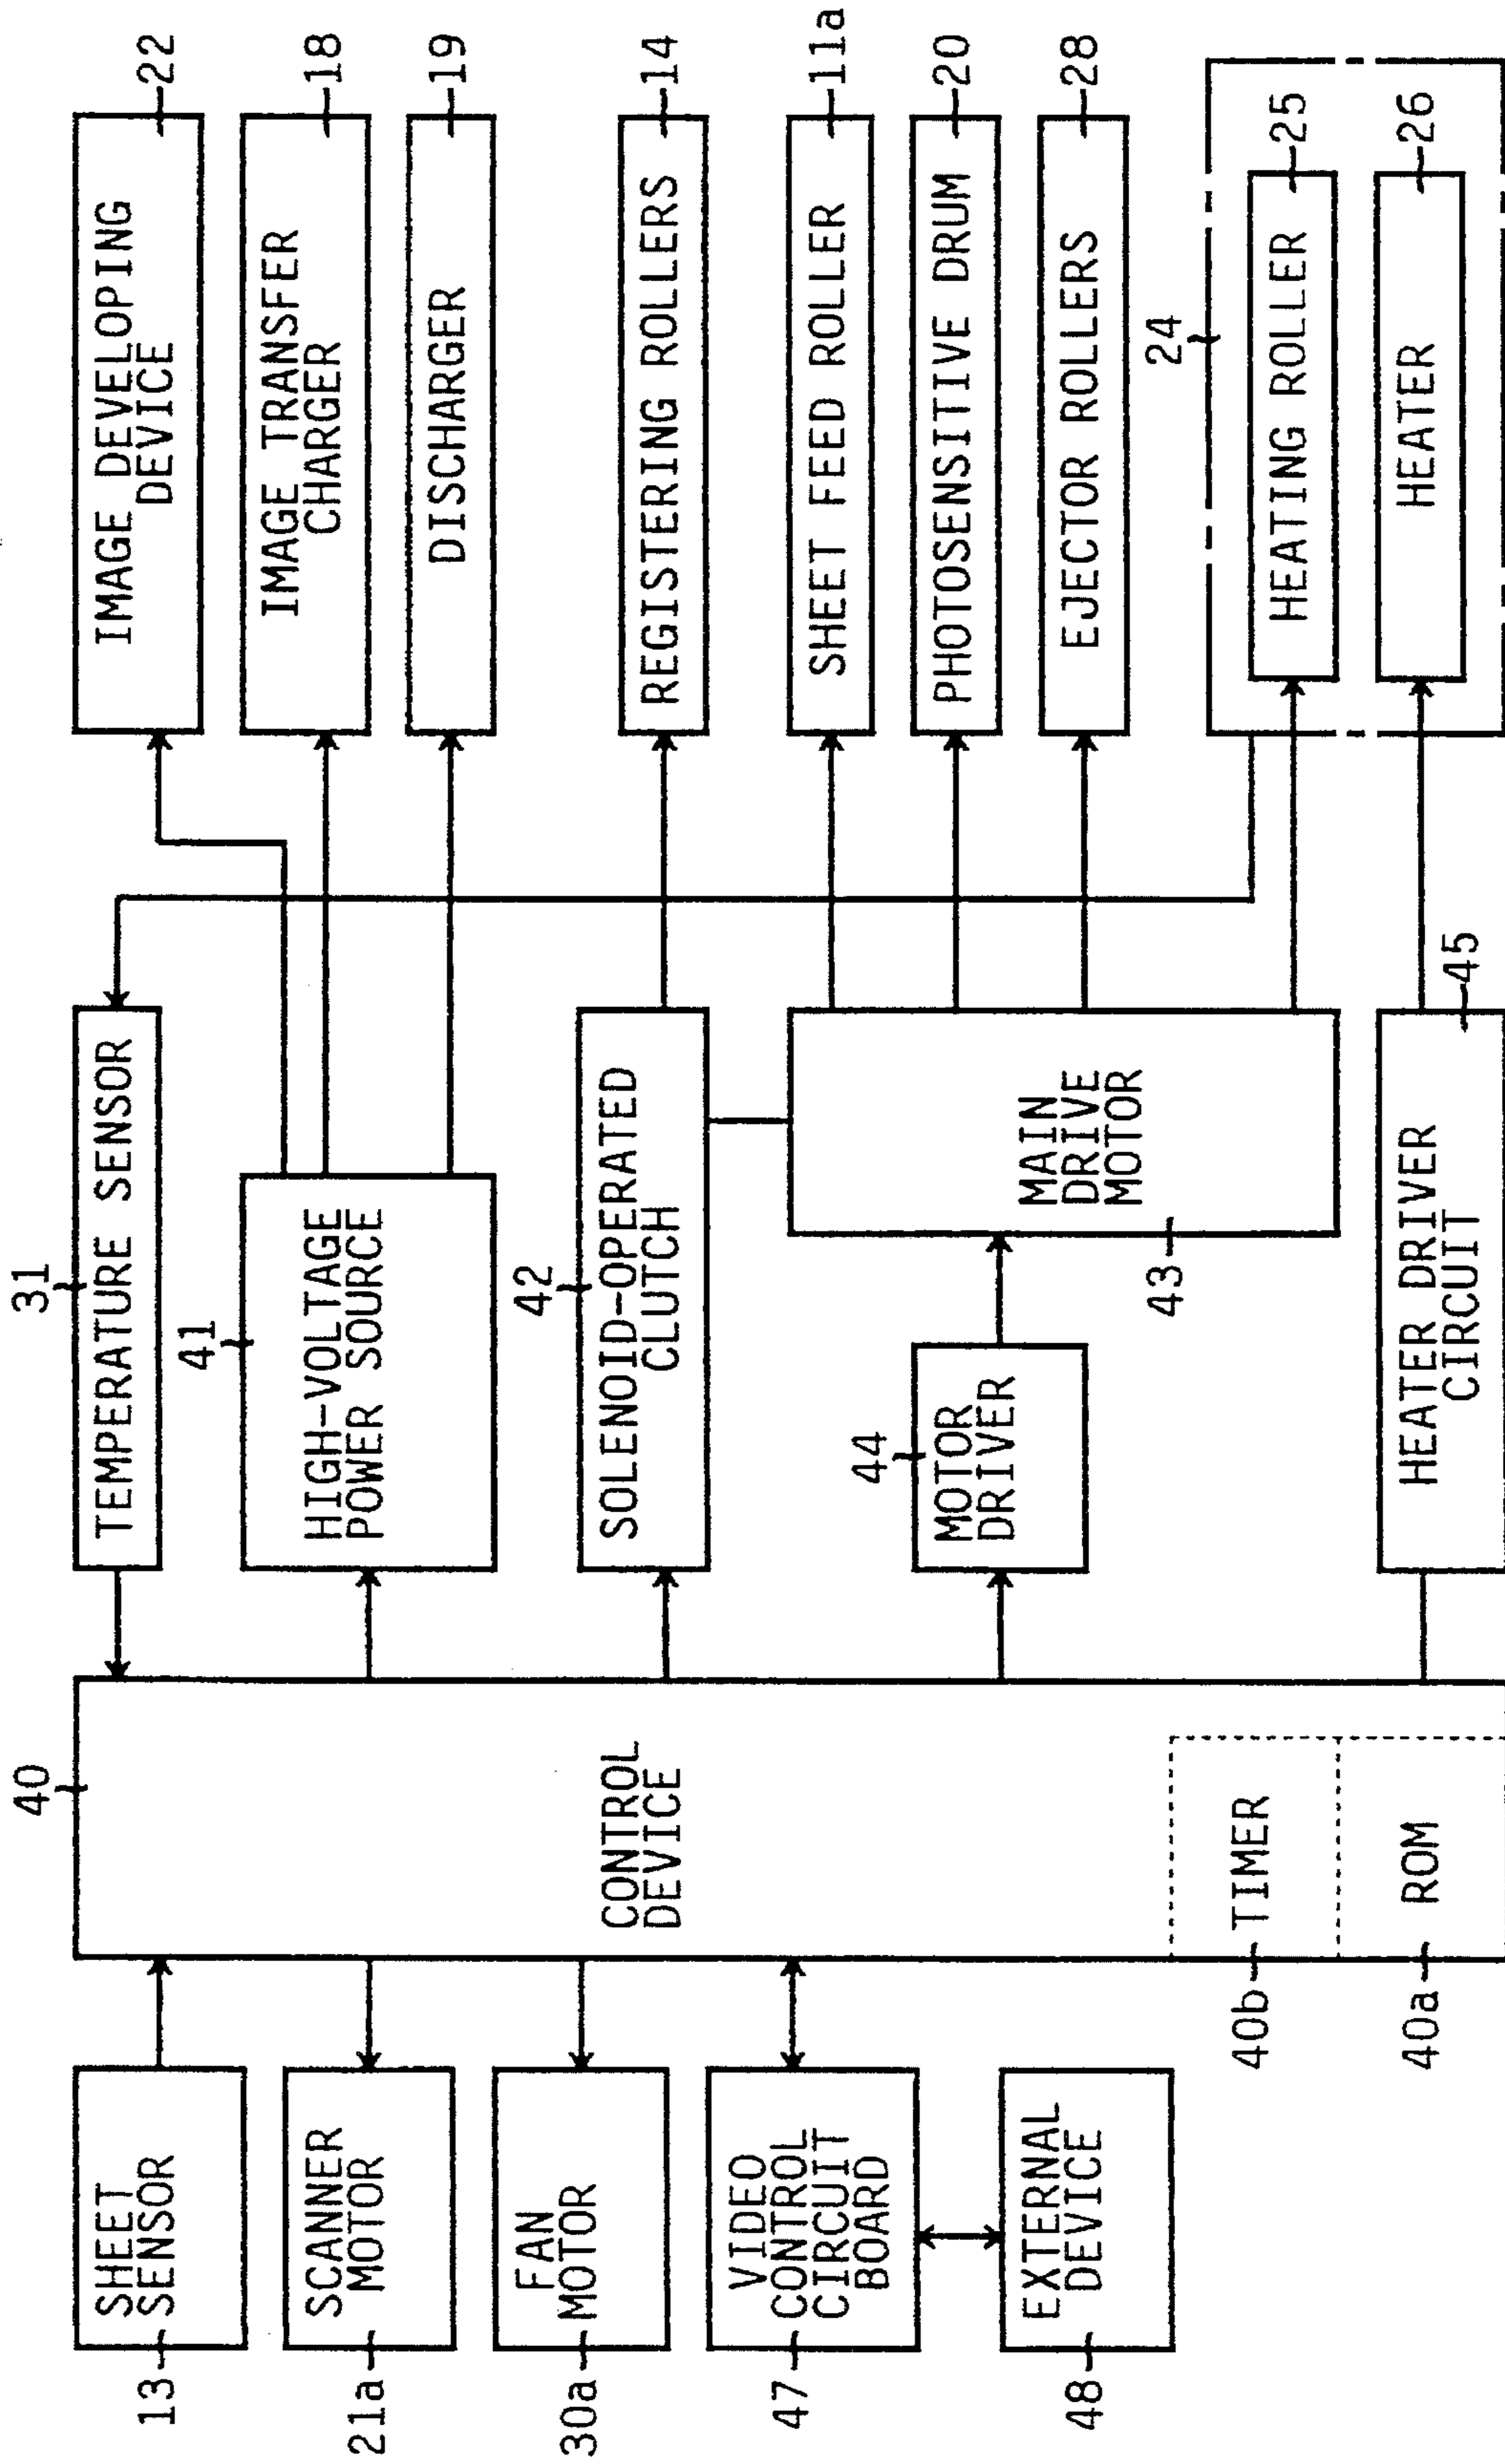 SHEET
SENSOR
13
SCANNER
MOTOR
21a
FAN
MOTOR
30a
VIDEO
CONTROL
CIRCUIT
BOARD
47
EXTERNAL
DEVICE
48
40
CONTROL
DEVICE
TIMER
40b
ROM
40a
31
TEMPERATURE SENSOR
41
HIGH-VOLTAGE
POWER SOURCE
42
SOLENOID-OPERATED
CLUTCH
44
MOTOR
DRIVER
MAIN
DRIVE
MOTOR
43
HEATER DRIVER
CIRCUIT
45
IMAGE DEVELOPING
DEVICE
22
IMAGE TRANSFER
CHARGER
18
DISCHARGER
19
REGISTERING ROLLERS
14
SHEET FEED ROLLER
11a
PHOTOSENSITIVE DRUM
20
EJECTOR ROLLERS
28
24
HEATING ROLLER
25
HEATER
26